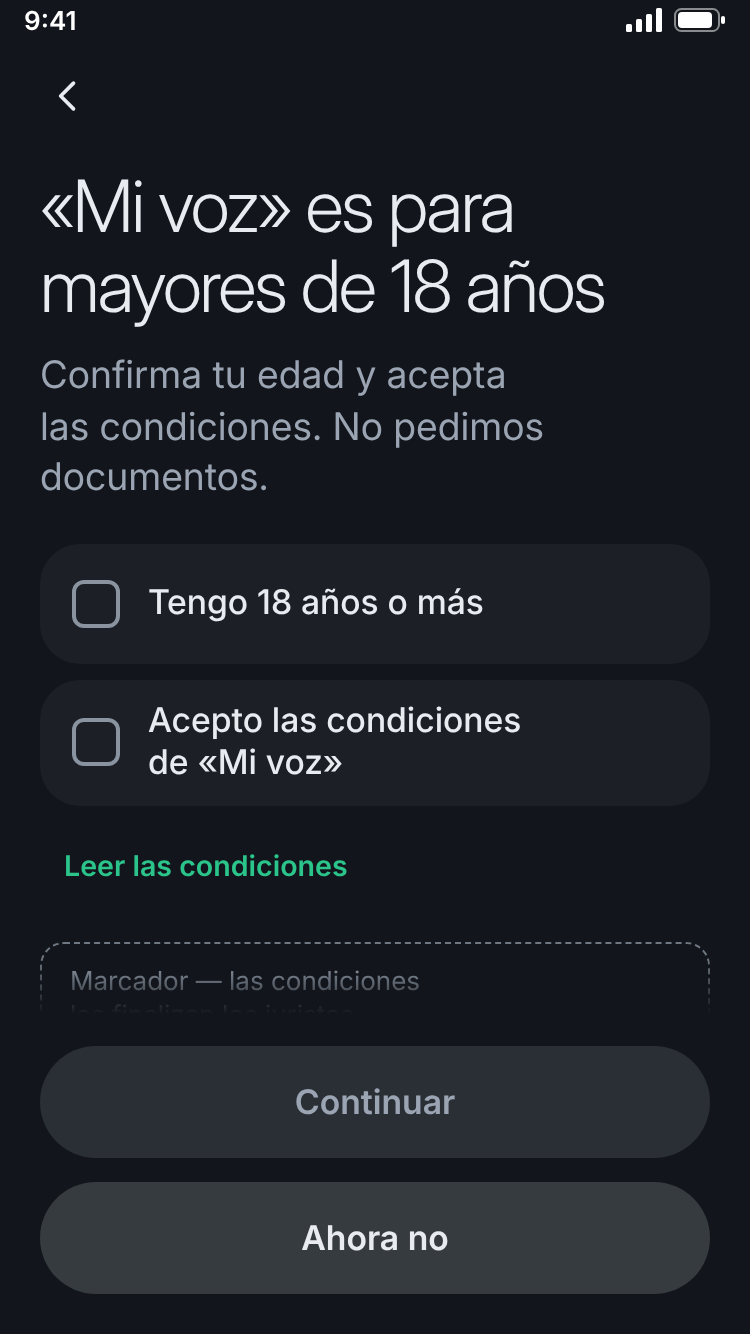 9:41
«Mi voz» es para
mayores de 18 años
Confirma tu edad y acepta
las condiciones. No pedimos
documentos.
Tengo 18 años o más
Acepto las condiciones
de «Mi voz»
Leer las condiciones
Marcador — las condiciones
Continuar
Ahora no